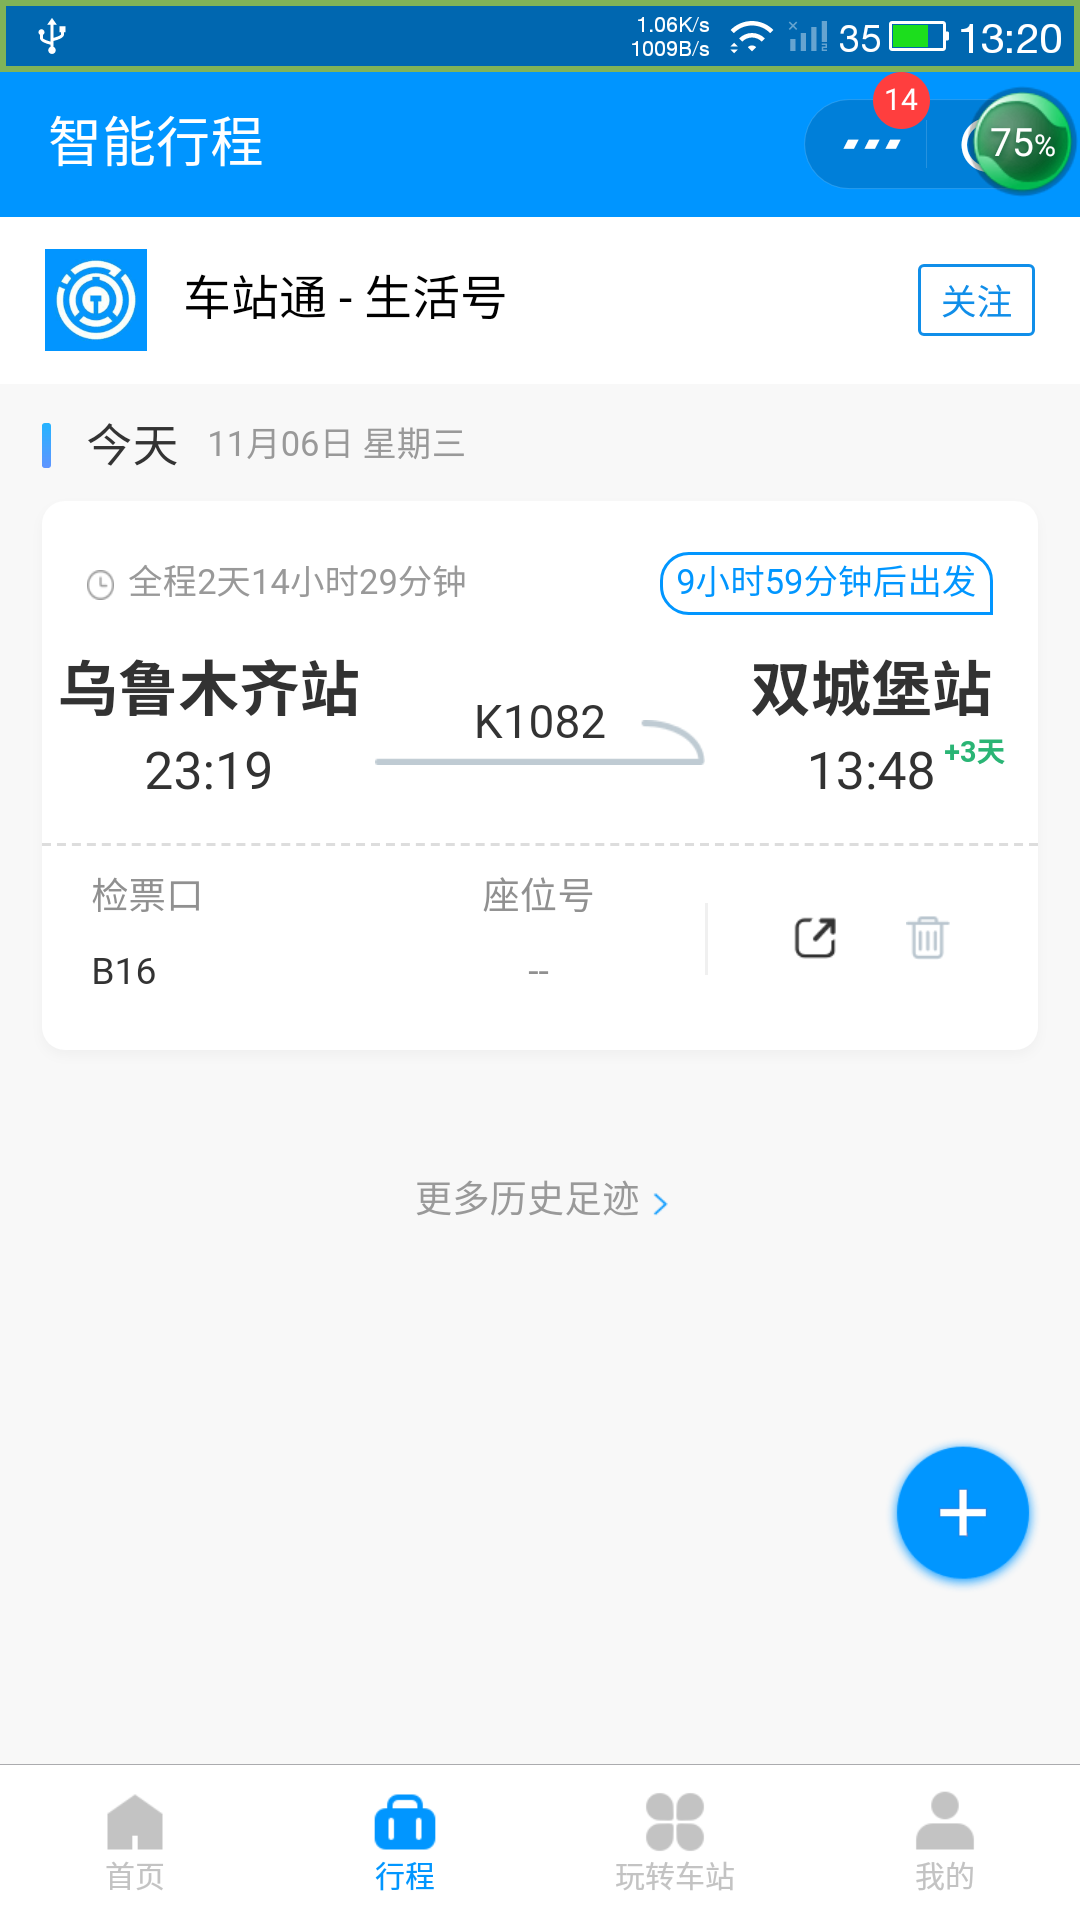 1.06K/s
1009B/s
35
13:20
智能行程
14
75%
车站通 - 生活号
关注
今天 11月06日 星期三
全程2天14小时29分钟
9小时59分钟后出发
乌鲁木齐站
K1082
双城堡站
23:19
13:48 +3天
检票口
座位号
B16
--
更多历史足迹
首页
行程
玩转车站
我的